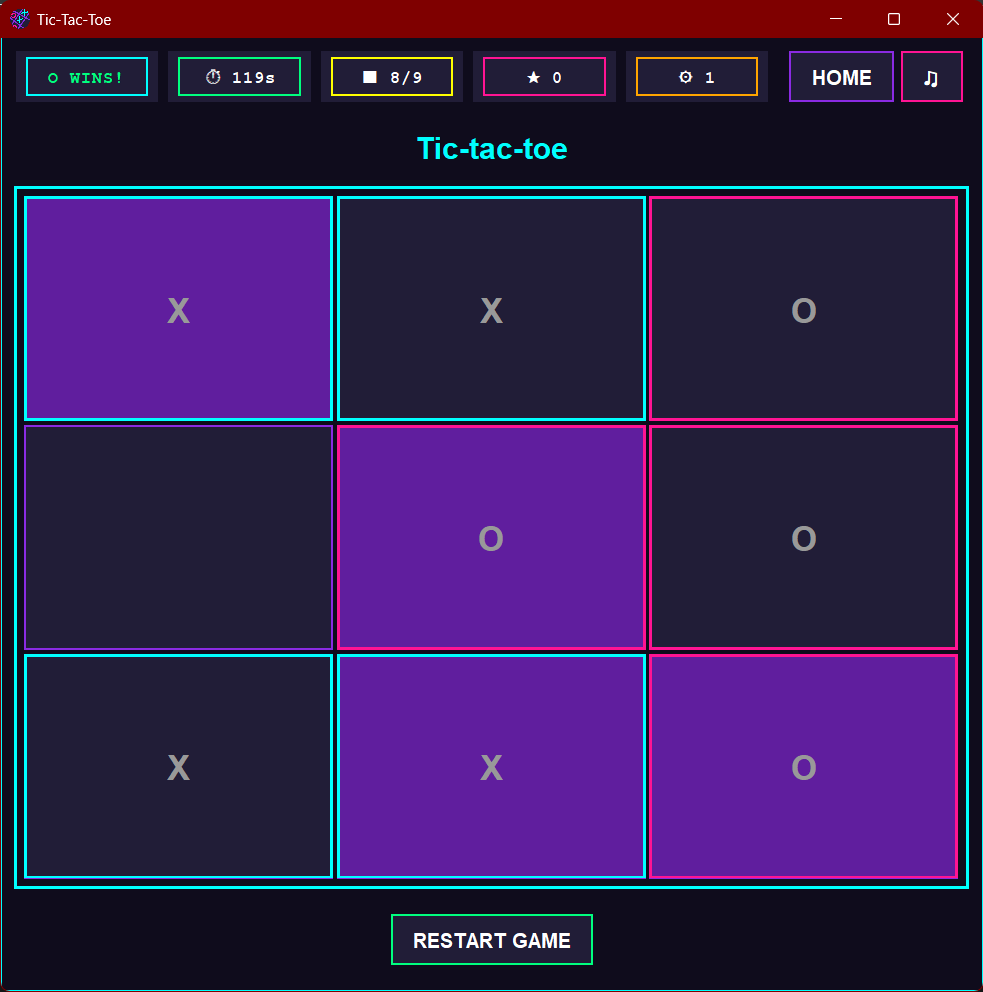 Tic-Tac-Toe
O WINS! ⏱ 119s ■ 8/9 ★ 0 ⚙ 1 HOME ♫
Tic-tac-toe
X X O
O O
X X O
RESTART GAME